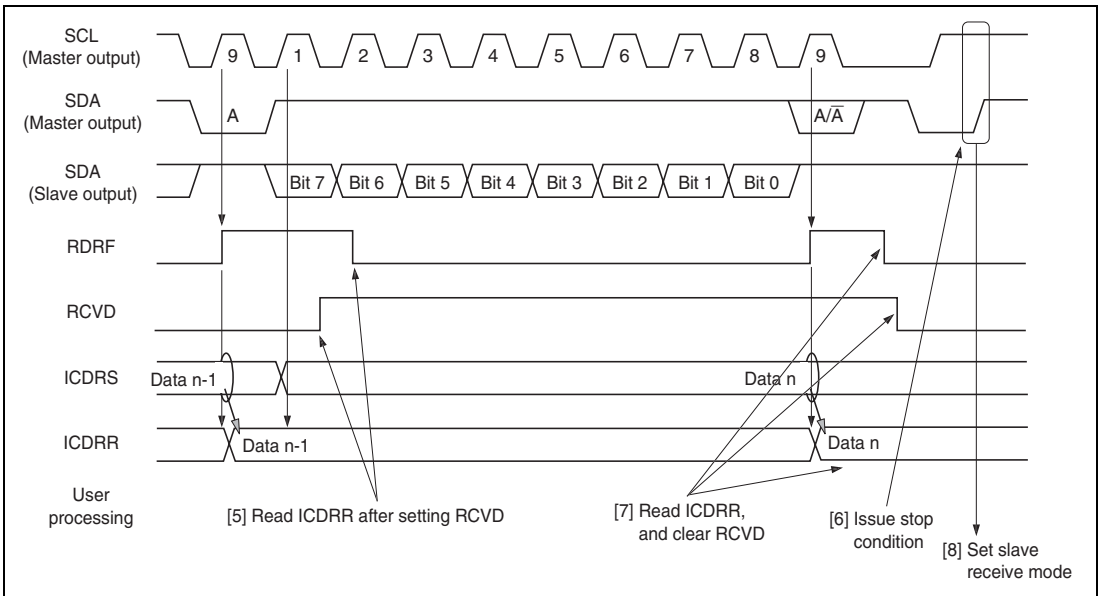 SCL
(Master output)
9 1 2 3 4 5 6 7 8 9
SDA
(Master output)
A A/A̅
SDA
(Slave output)
Bit 7 Bit 6 Bit 5 Bit 4 Bit 3 Bit 2 Bit 1 Bit 0
RDRF
RCVD
ICDRS
Data n-1 Data n
ICDRR
Data n-1 Data n
User
processing
[5] Read ICDRR after setting RCVD
[7] Read ICDRR,
and clear RCVD
[6] Issue stop
condition
[8] Set slave
receive mode